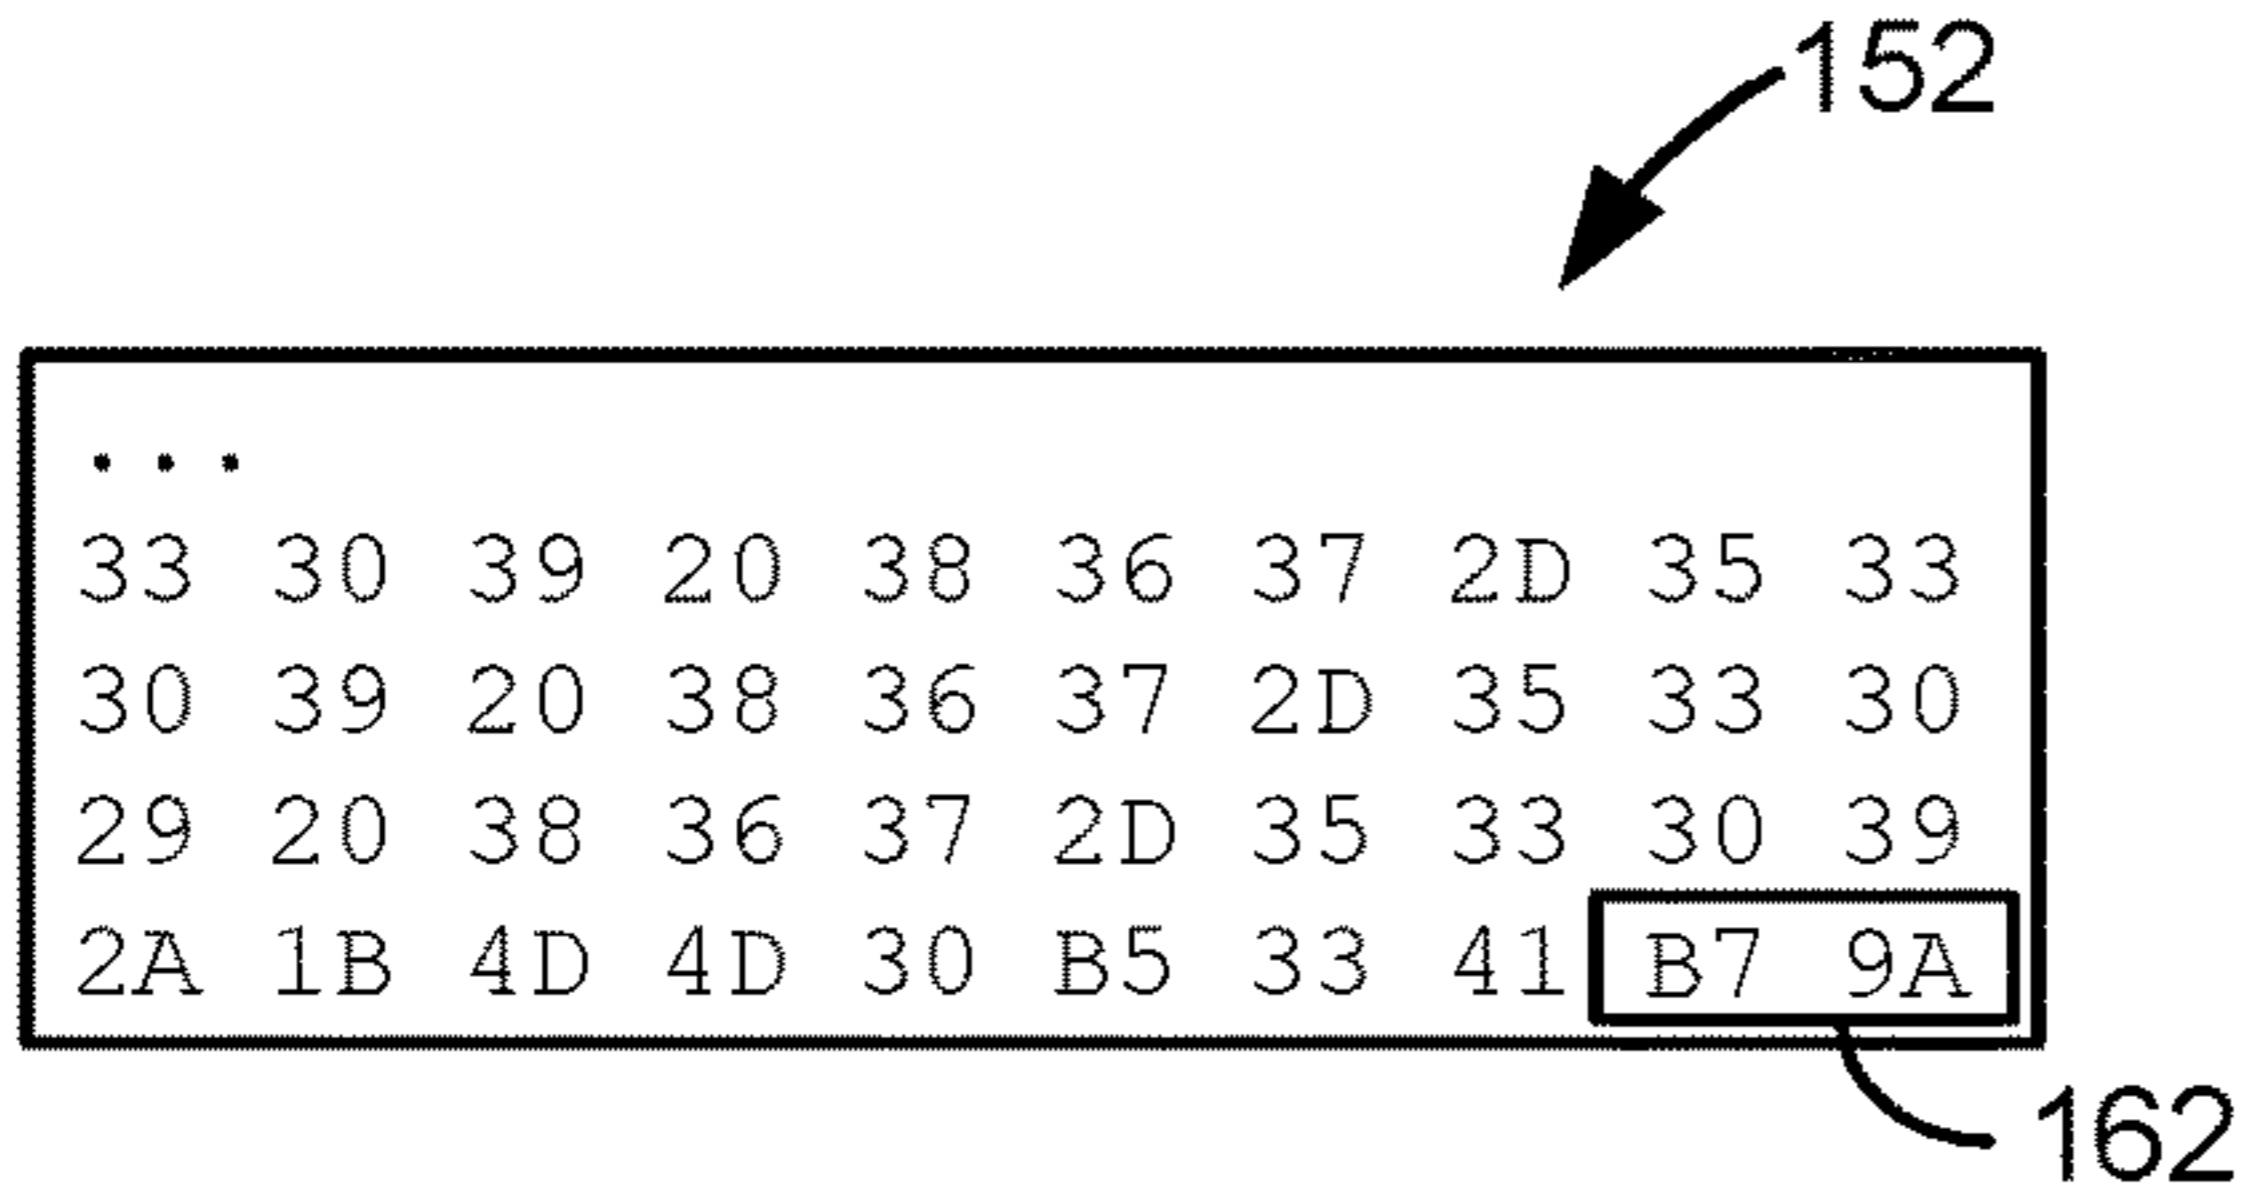 152
...
33 30 39 20 38 36 37 2D 35 33
30 39 20 38 36 37 2D 35 33 30
29 20 38 36 37 2D 35 33 30 39
2A 1B 4D 4D 30 B5 33 41 B7 9A
162